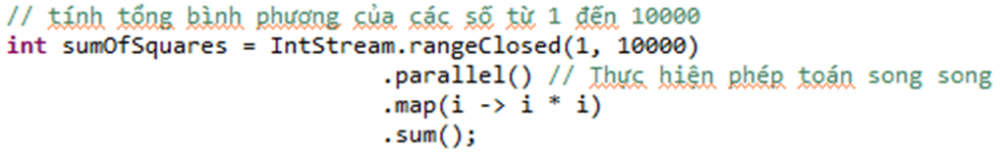 // tính tổng bình phương của các số từ 1 đến 10000
int sumOfSquares = IntStream.rangeClosed(1, 10000)
.parallel() // Thực hiện phép toán song song
.map(i -> i * i)
.sum();